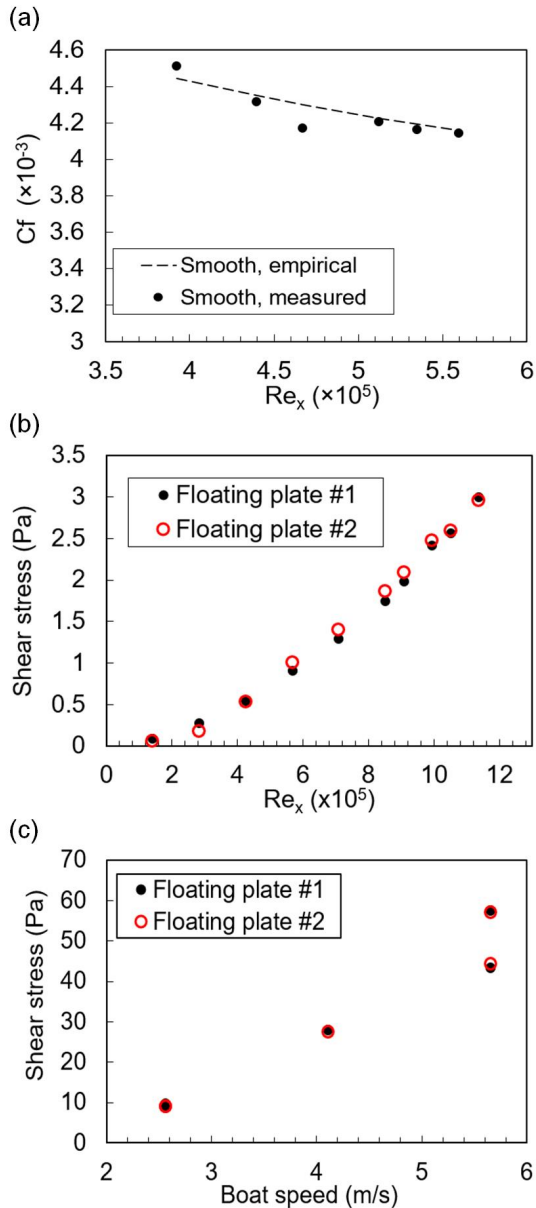 (a)
4.6
4.4
4.2
4
3.8
3.6
3.4
3.2
3
Cf (×10⁻³)
Smooth, empirical
Smooth, measured
3.5 4 4.5 5 5.5 6
Reₓ (×10⁵)
(b)
3.5
3
2.5
2
1.5
1
0.5
0
Shear stress (Pa)
Floating plate #1
Floating plate #2
0 2 4 6 8 10 12
Reₓ (x10⁵)
(c)
70
60
50
40
30
20
10
0
Shear stress (Pa)
Floating plate #1
Floating plate #2
2 3 4 5 6
Boat speed (m/s)